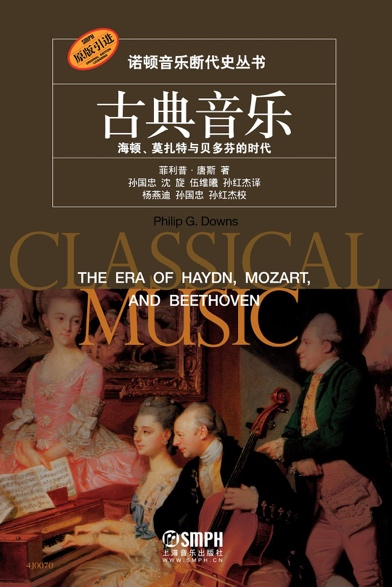 SMPH
原版引进
诺顿音乐断代史丛书
古典音乐
海顿、莫扎特与贝多芬的时代
菲利普·唐斯 著
孙国忠 沈 旋 伍维曦 孙红杰译
杨燕迪 孙国忠 孙红杰校
Philip G. Downs
CLASSICAL
THE ERA OF HAYDN, MOZART,
AND BEETHOVEN
MUSIC
SMPH
上海音乐出版社
WWW.SMPH.CN
4J0070